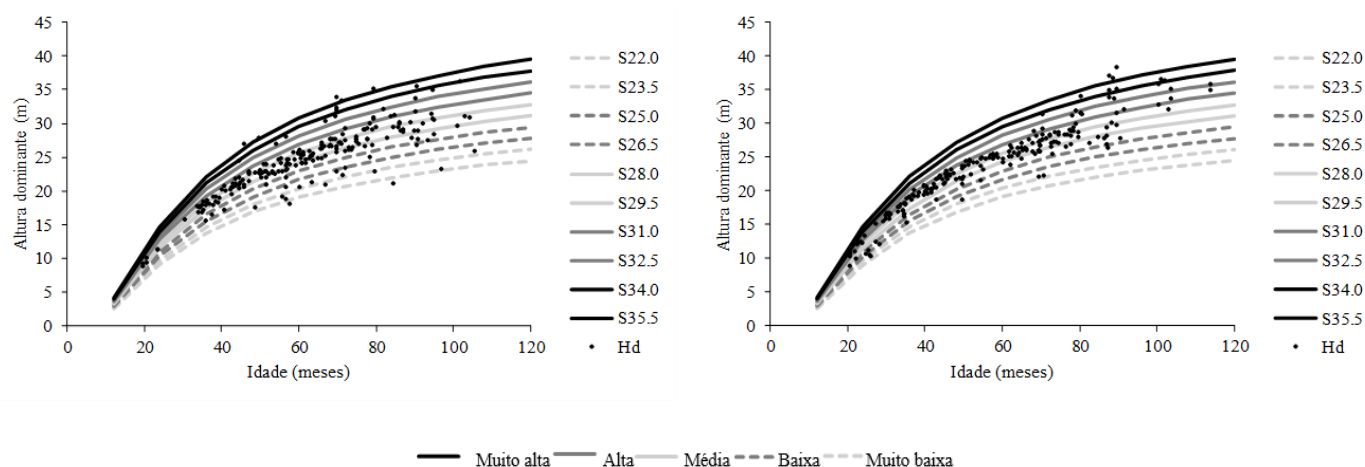 45
40
35
30
25
20
15
10
5
0
Altura dominante (m)
0 20 40 60 80 100 120
Idade (meses)
S22.0
S23.5
S25.0
S26.5
S28.0
S29.5
S31.0
S32.5
S34.0
S35.5
Hd
45
40
35
30
25
20
15
10
5
0
Altura dominante (m)
0 20 40 60 80 100 120
Idade (meses)
S22.0
S23.5
S25.0
S26.5
S28.0
S29.5
S31.0
S32.5
S34.0
S35.5
Hd
Muito alta Alta Média Baixa Muito baixa